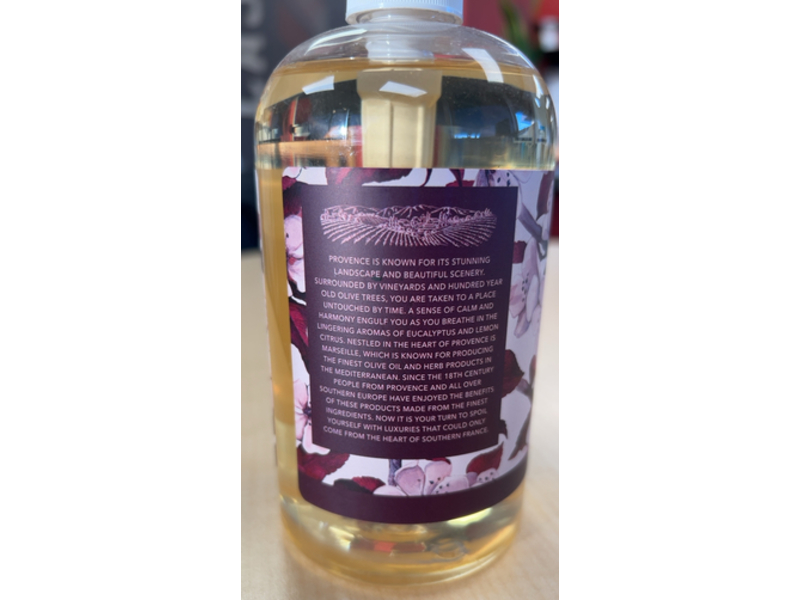 PROVENCE IS KNOWN FOR ITS STUNNING
LANDSCAPE AND BEAUTIFUL SCENERY.
SURROUNDED BY VINEYARDS AND HUNDRED YEAR
OLD OLIVE TREES, YOU ARE TAKEN TO A PLACE
UNTOUCHED BY TIME. A SENSE OF CALM AND
HARMONY ENGULF YOU AS YOU BREATHE IN THE
LINGERING AROMAS OF EUCALYPTUS AND LEMON
CITRUS. NESTLED IN THE HEART OF PROVENCE IS
MARSEILLE, WHICH IS KNOWN FOR PRODUCING
THE FINEST OLIVE OIL AND HERB PRODUCTS IN
THE MEDITERRANEAN. SINCE THE 18TH CENTURY
PEOPLE FROM PROVENCE AND ALL OVER
SOUTHERN EUROPE HAVE ENJOYED THE BENEFITS
OF THESE PRODUCTS MADE FROM THE FINEST
INGREDIENTS. NOW IT IS YOUR TURN TO SPOIL
YOURSELF WITH LUXURIES THAT COULD ONLY
COME FROM THE HEART OF SOUTHERN FRANCE.